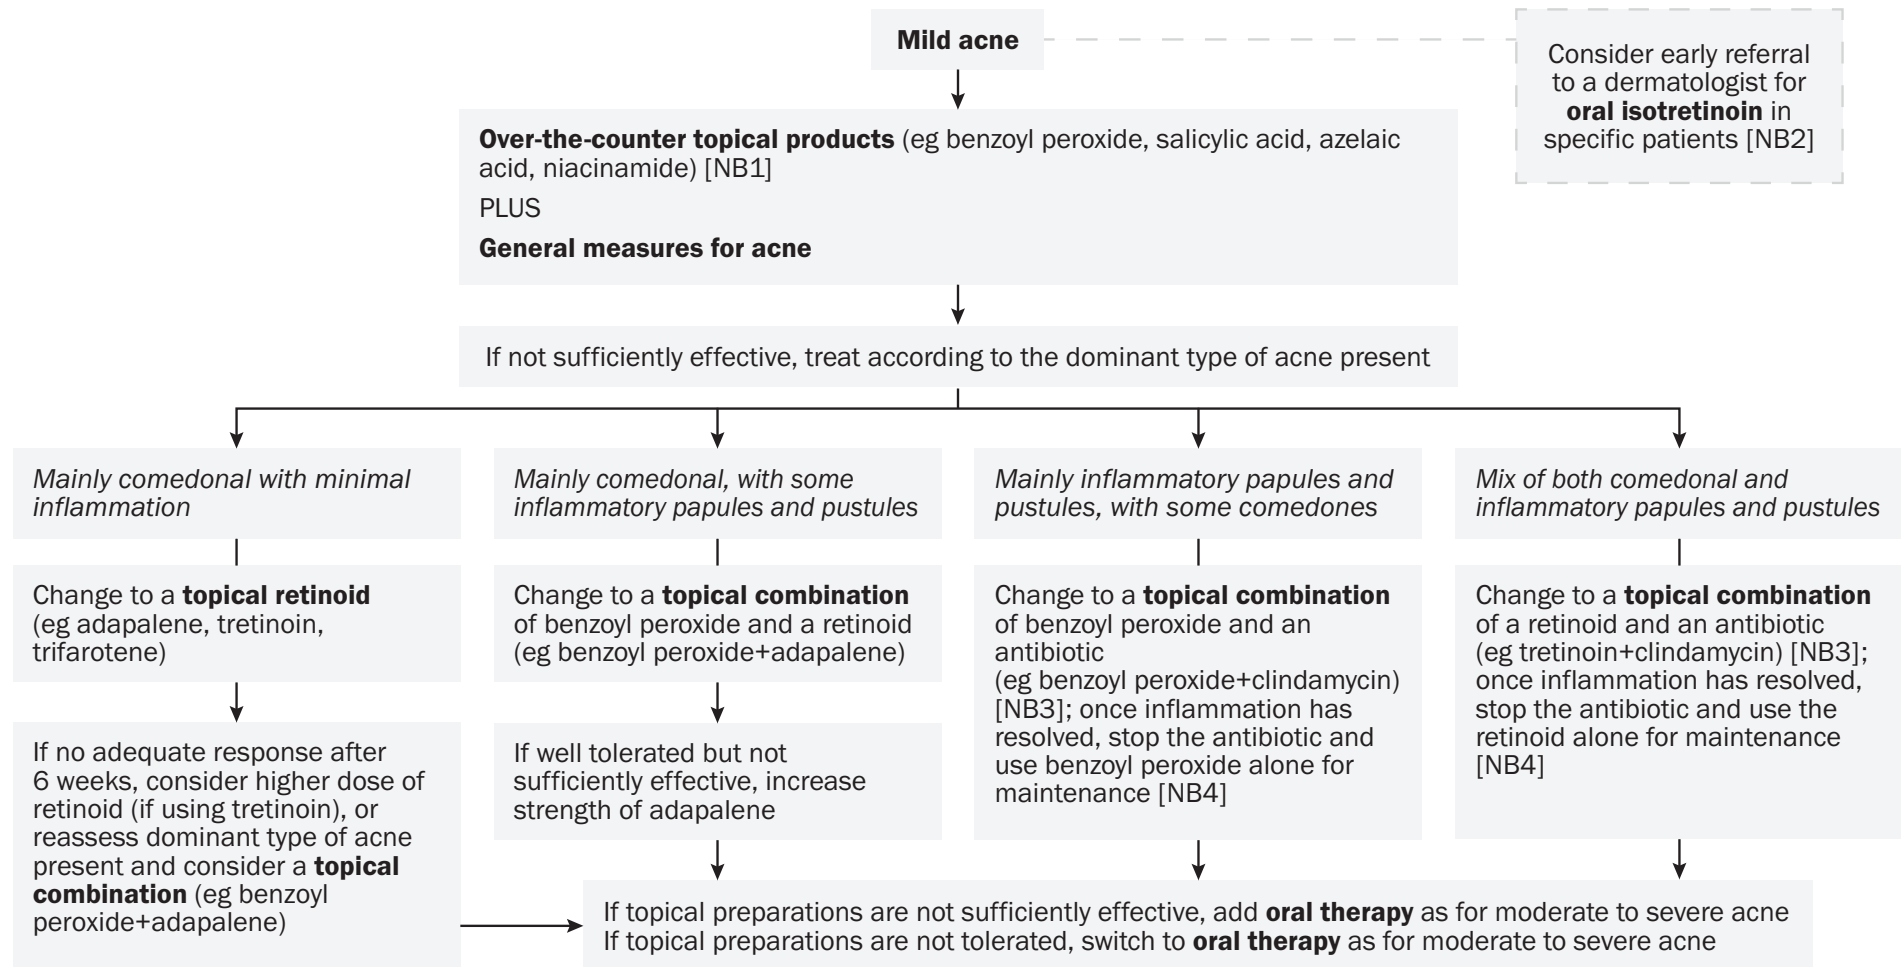 Mild acne
Consider early referral
to a dermatologist for
oral isotretinoin in
specific patients [NB2]
Over-the-counter topical products (eg benzoyl peroxide, salicylic acid, azelaic
acid, niacinamide) [NB1]
PLUS
General measures for acne
If not sufficiently effective, treat according to the dominant type of acne present
Mainly comedonal with minimal
inflammation
Change to a topical retinoid
(eg adapalene, tretinoin,
trifarotene)
If no adequate response after
6 weeks, consider higher dose of
retinoid (if using tretinoin), or
reassess dominant type of acne
present and consider a topical
combination (eg benzoyl
peroxide+adapalene)
Mainly comedonal, with some
inflammatory papules and pustules
Change to a topical combination
of benzoyl peroxide and a retinoid
(eg benzoyl peroxide+adapalene)
If well tolerated but not
sufficiently effective, increase
strength of adapalene
Mainly inflammatory papules and
pustules, with some comedones
Change to a topical combination
of benzoyl peroxide and an
antibiotic
(eg benzoyl peroxide+clindamycin)
[NB3]; once inflammation has
resolved, stop the antibiotic and
use benzoyl peroxide alone for
maintenance [NB4]
Mix of both comedonal and
inflammatory papules and pustules
Change to a topical combination
of a retinoid and an antibiotic
(eg tretinoin+clindamycin) [NB3];
once inflammation has resolved,
stop the antibiotic and use the
retinoid alone for maintenance
[NB4]
If topical preparations are not sufficiently effective, add oral therapy as for moderate to severe acne
If topical preparations are not tolerated, switch to oral therapy as for moderate to severe acne